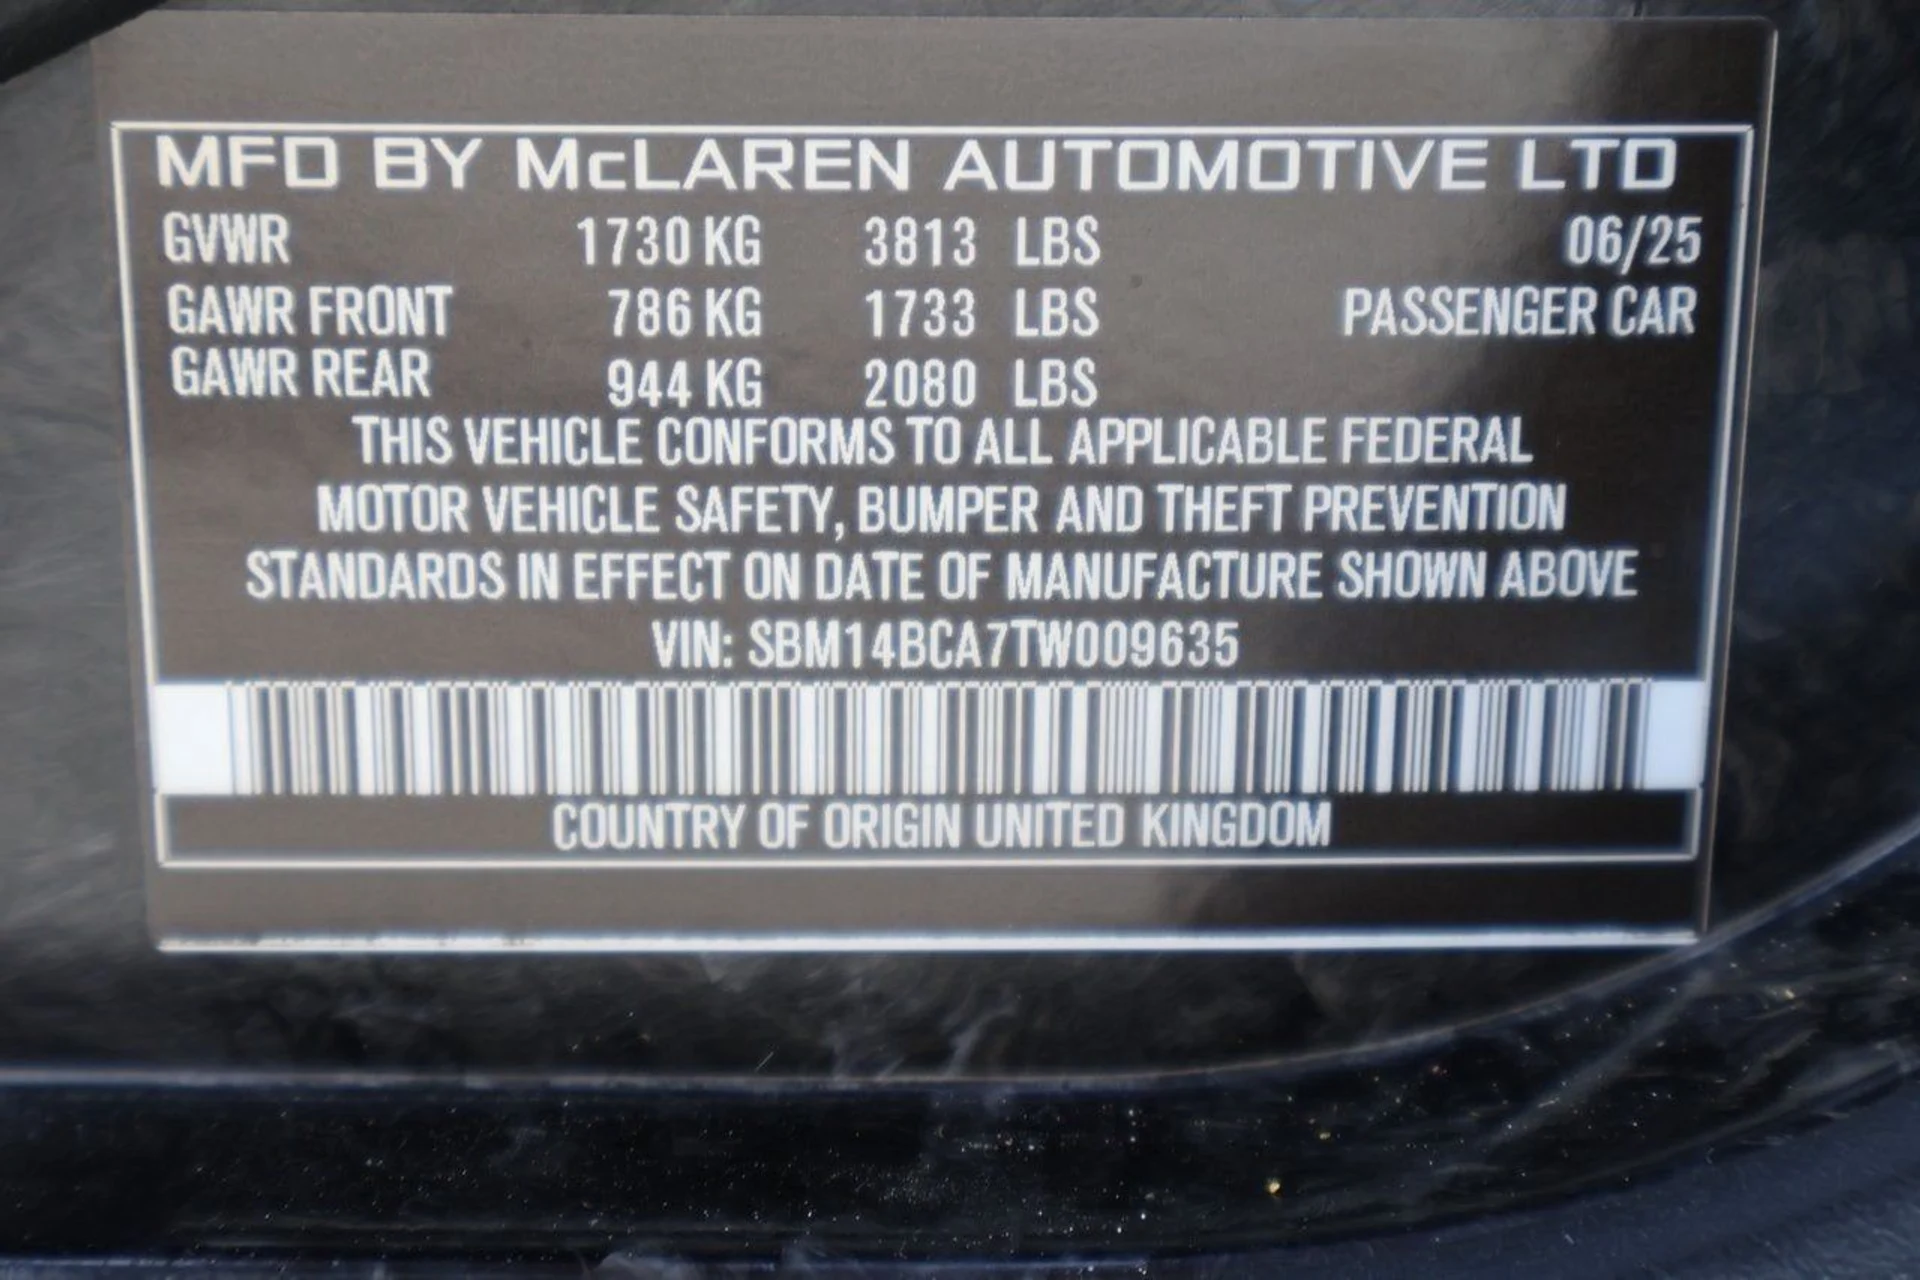 MFD BY McLAREN AUTOMOTIVE LTD
GVWR 1730 KG 3813 LBS 06/25
GAWR FRONT 786 KG 1733 LBS PASSENGER CAR
GAWR REAR 944 KG 2080 LBS
THIS VEHICLE CONFORMS TO ALL APPLICABLE FEDERAL
MOTOR VEHICLE SAFETY, BUMPER AND THEFT PREVENTION
STANDARDS IN EFFECT ON DATE OF MANUFACTURE SHOWN ABOVE
VIN: SBM14BCA7TW009635
COUNTRY OF ORIGIN UNITED KINGDOM